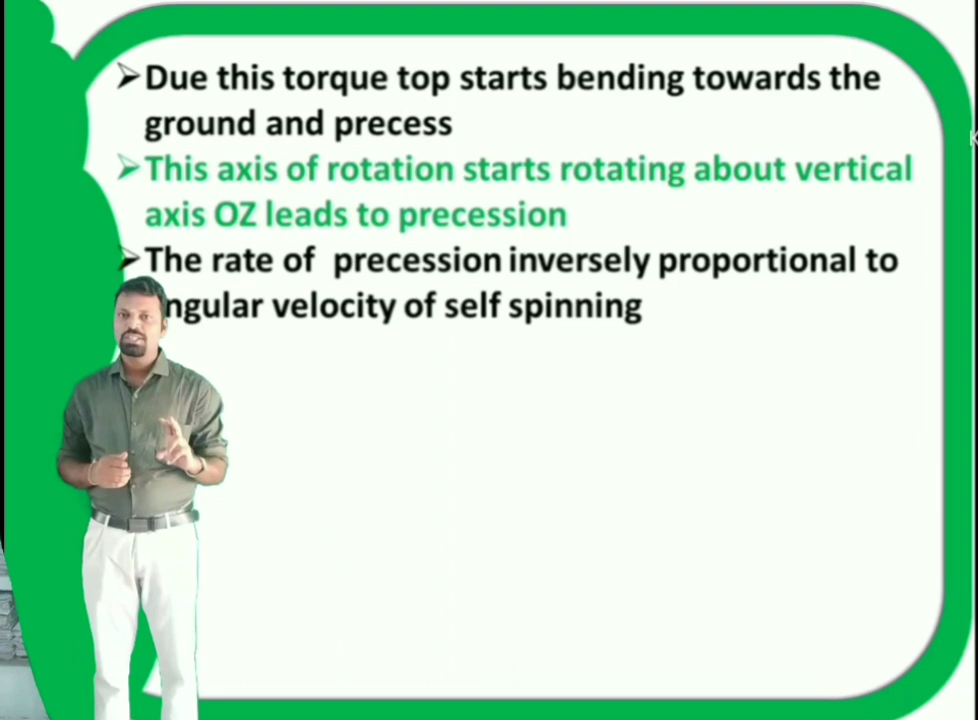 Due this torque top starts bending towards the
ground and precess
This axis of rotation starts rotating about vertical
axis OZ leads to precession
The rate of precession inversely proportional to
ngular velocity of self spinning